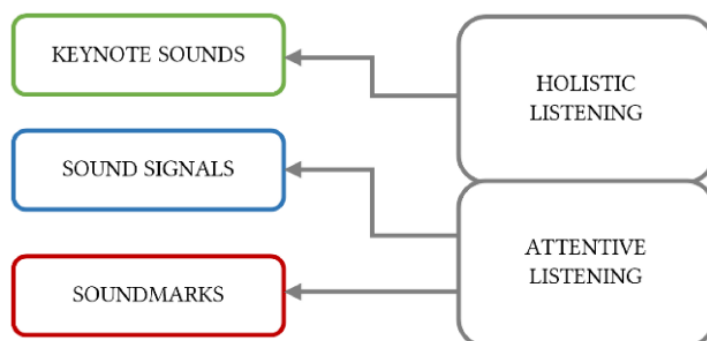 KEYNOTE SOUNDS
HOLISTIC
LISTENING
SOUND SIGNALS
ATTENTIVE
LISTENING
SOUNDMARKS